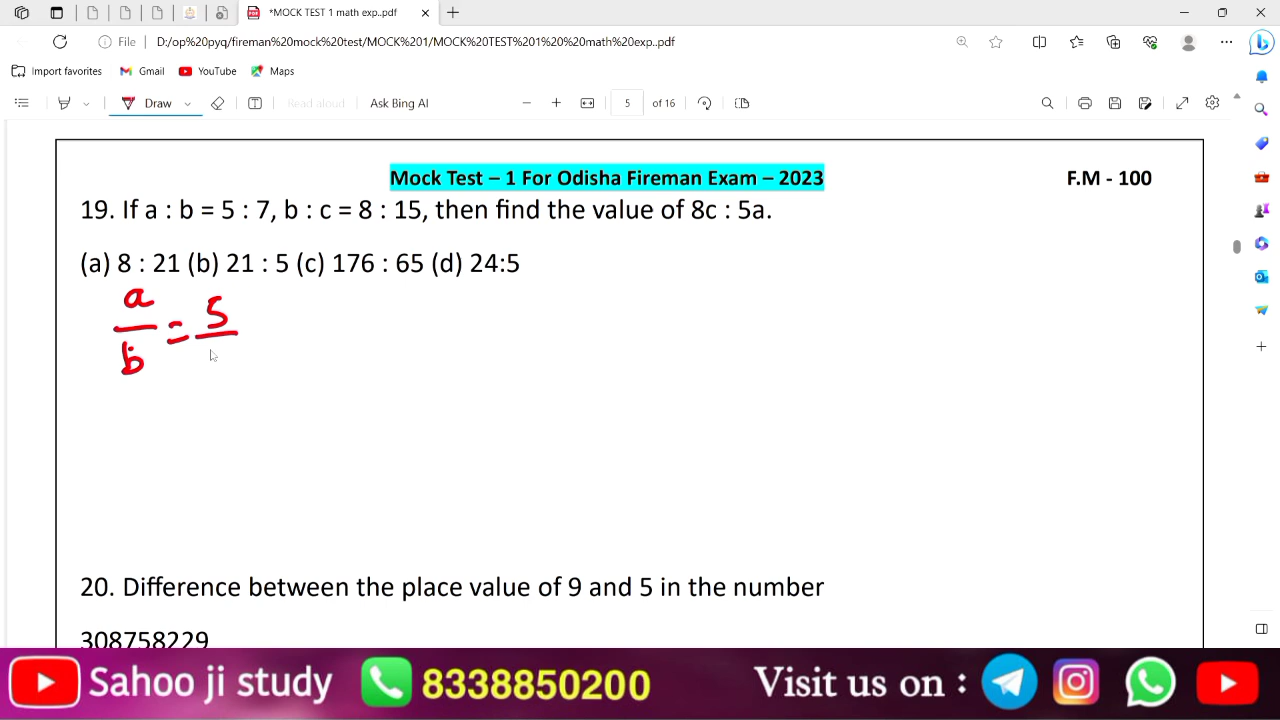 *MOCK TEST 1 math exp..pdf
File D:/op%20pyq/fireman%20mock%20test/MOCK%201/MOCK%20TEST%201%20%20math%20exp..pdf
Import favorites Gmail YouTube Maps
Draw Read aloud Ask Bing AI 5 of 16
Mock Test – 1 For Odisha Fireman Exam – 2023 F.M - 100
19. If a : b = 5 : 7, b : c = 8 : 15, then find the value of 8c : 5a.
(a) 8 : 21 (b) 21 : 5 (c) 176 : 65 (d) 24:5
a
= 5
b
20. Difference between the place value of 9 and 5 in the number
308758229
Sahoo ji study 8338850200 Visit us on :